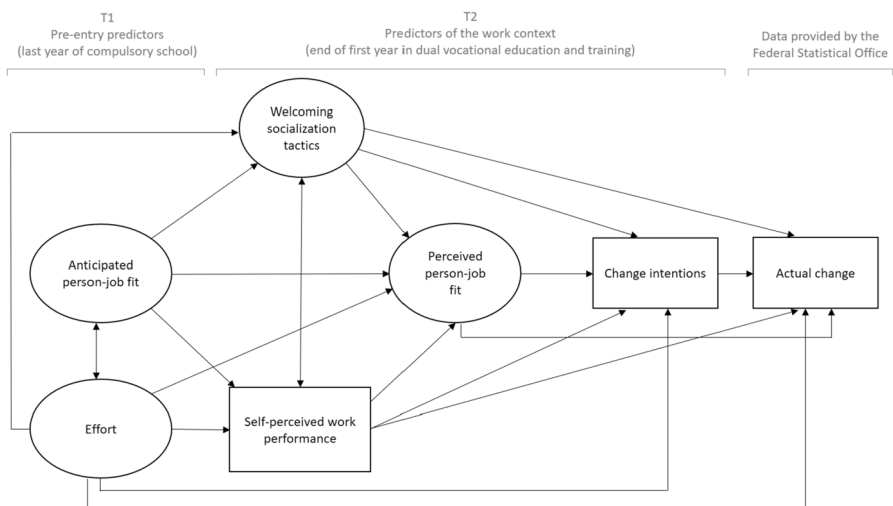 T1
Pre-entry predictors
(last year of compulsory school)
T2
Predictors of the work context
(end of first year in dual vocational education and training)
Data provided by the
Federal Statistical Office
Welcoming
socialization
tactics
Anticipated
person-job fit
Perceived
person-job
fit
Change intentions
Actual change
Effort
Self-perceived work
performance